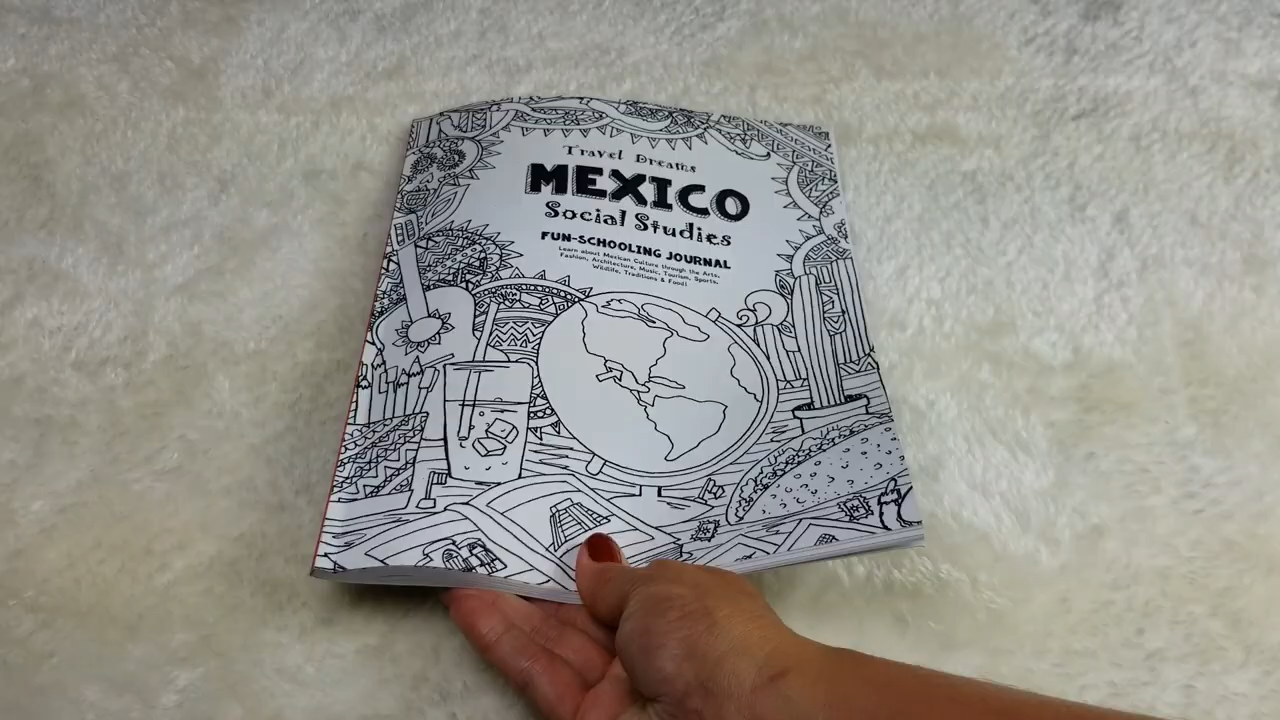 Travel Dreams
MEXICO
Social Studies
FUN-SCHOOLING JOURNAL
Learn about Mexican Culture through the Arts,
Fashion, Architecture, Music, Tourism, Sports,
Wildlife, Traditions & Food!